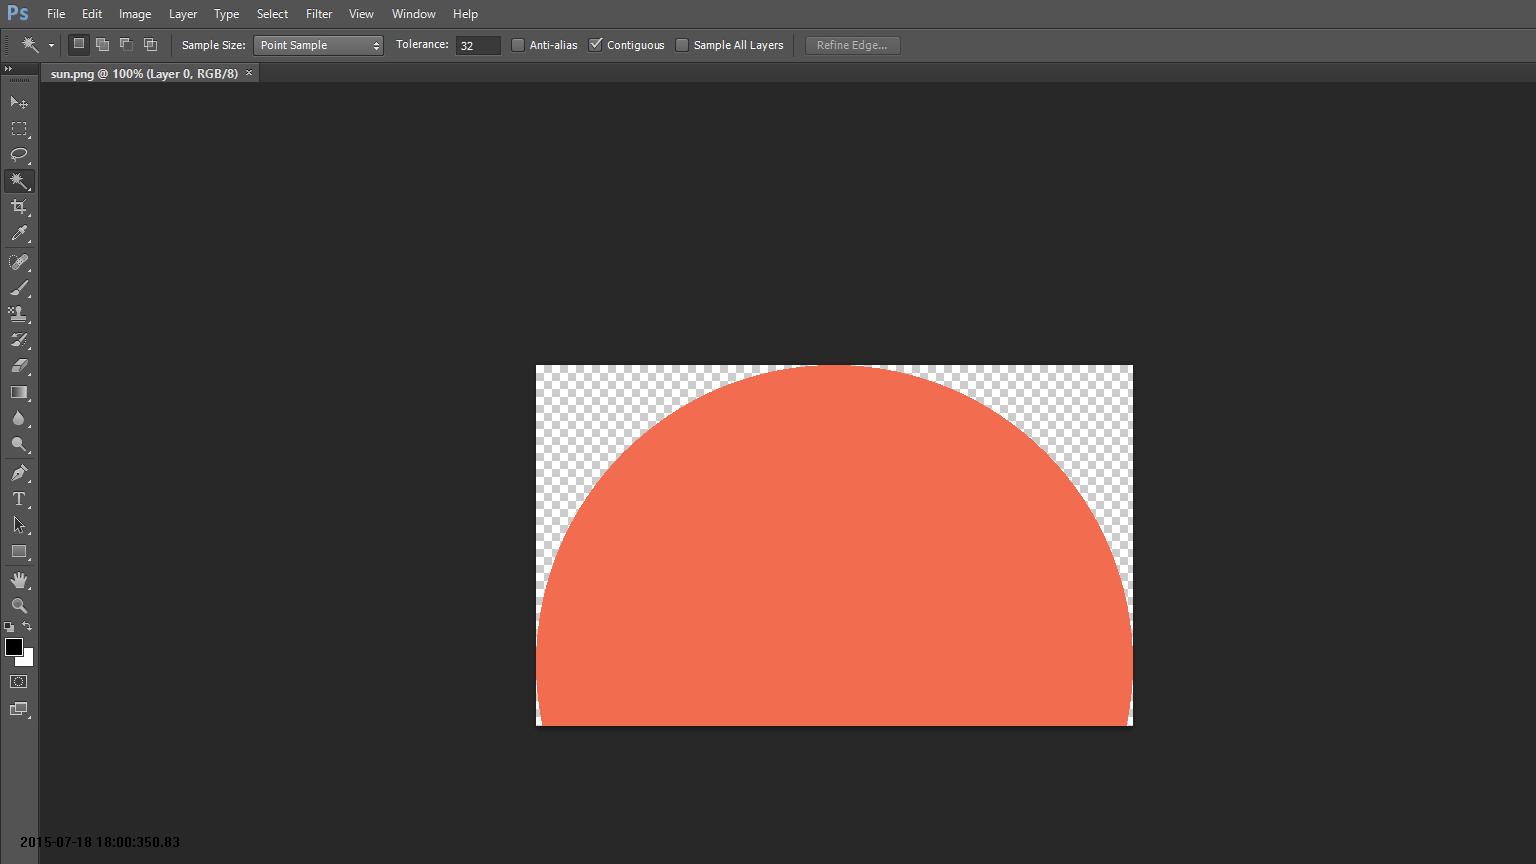 Ps File Edit Image Layer Type Select Filter View Window Help
Sample Size: Point Sample Tolerance: 32 Anti-alias Contiguous Sample All Layers Refine Edge...
sun.png @ 100% (Layer 0, RGB/8) ×
T
2015-07-18 18:00:350.83